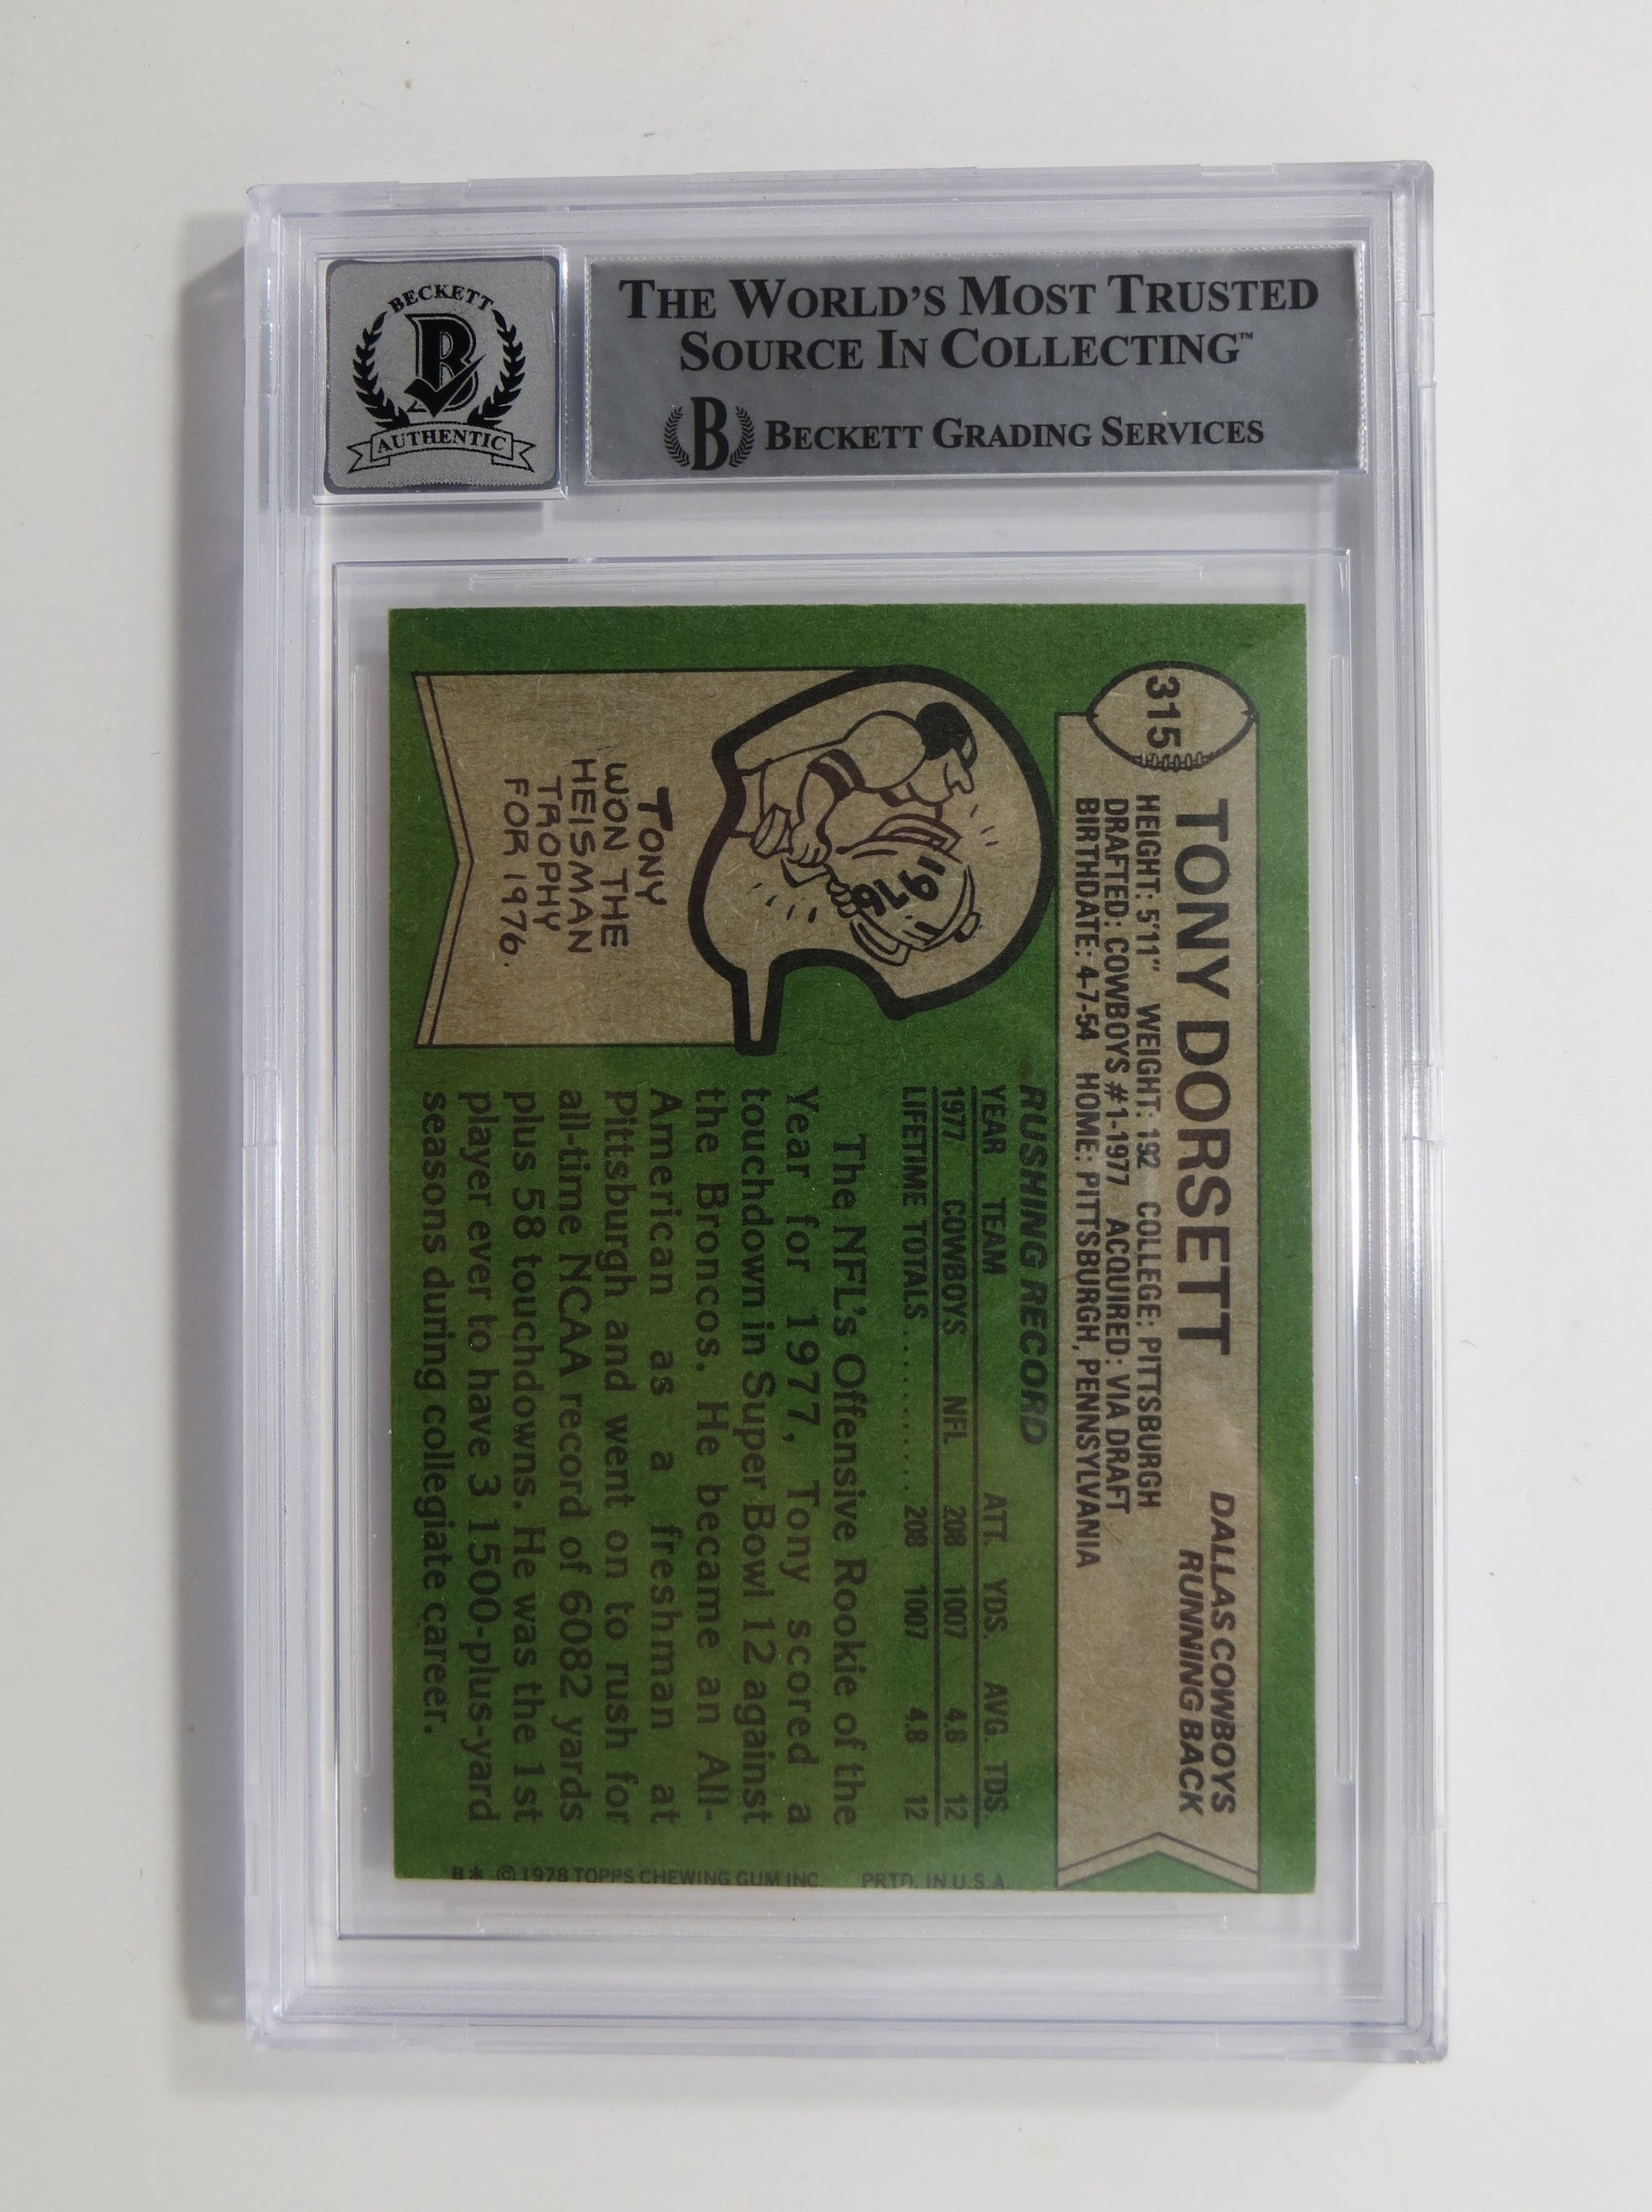 BECKETT
B
AUTHENTIC
THE WORLD'S MOST TRUSTED
SOURCE IN COLLECTING™
B BECKETT GRADING SERVICES
315
TONY DORSETT
DALLAS COWBOYS
RUNNING BACK
HEIGHT: 5'11" WEIGHT: 192 COLLEGE: PITTSBURGH
DRAFTED: COWBOYS #1-1977 ACQUIRED: VIA DRAFT
BIRTHDATE: 4-7-54 HOME: PITTSBURGH, PENNSYLVANIA
1976
TONY
WON THE
HEISMAN
TROPHY
FOR 1976.
RUSHING RECORD
YEAR TEAM ATT. YDS. AVG. TDS.
1977 COWBOYS NFL 208 1007 4.8 12
LIFETIME TOTALS.......... 208 1007 4.8 12
The NFL's Offensive Rookie of the
Year for 1977, Tony scored a
touchdown in Super Bowl 12 against
the Broncos. He became an All-
American as a freshman at
Pittsburgh and went on to rush for
all-time NCAA record of 6082 yards
plus 58 touchdowns. He was the 1st
player ever to have 3 1500-plus-yard
seasons during collegiate career.
B* © 1978 TOPPS CHEWING GUM INC. PRTD. IN U.S.A.